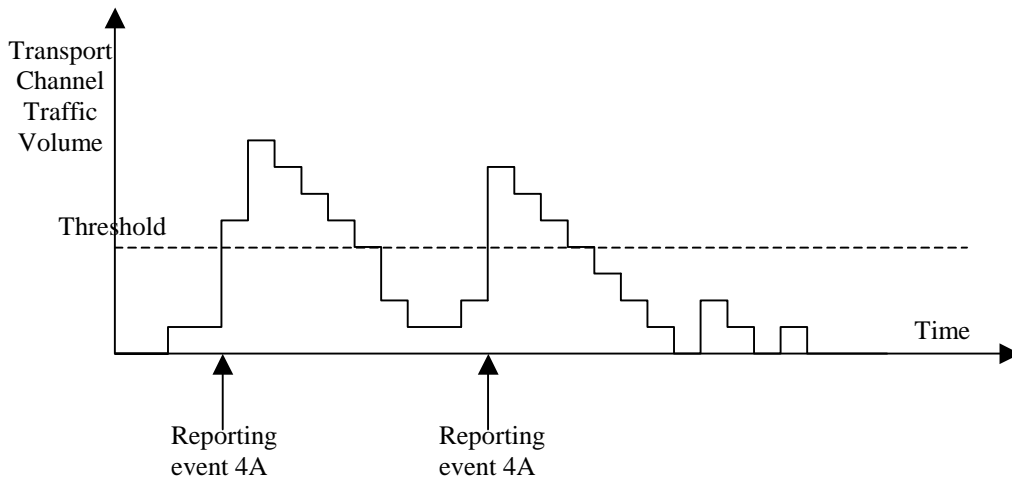 Transport
Channel
Traffic
Volume
Threshold
Time
Reporting
event 4A
Reporting
event 4A